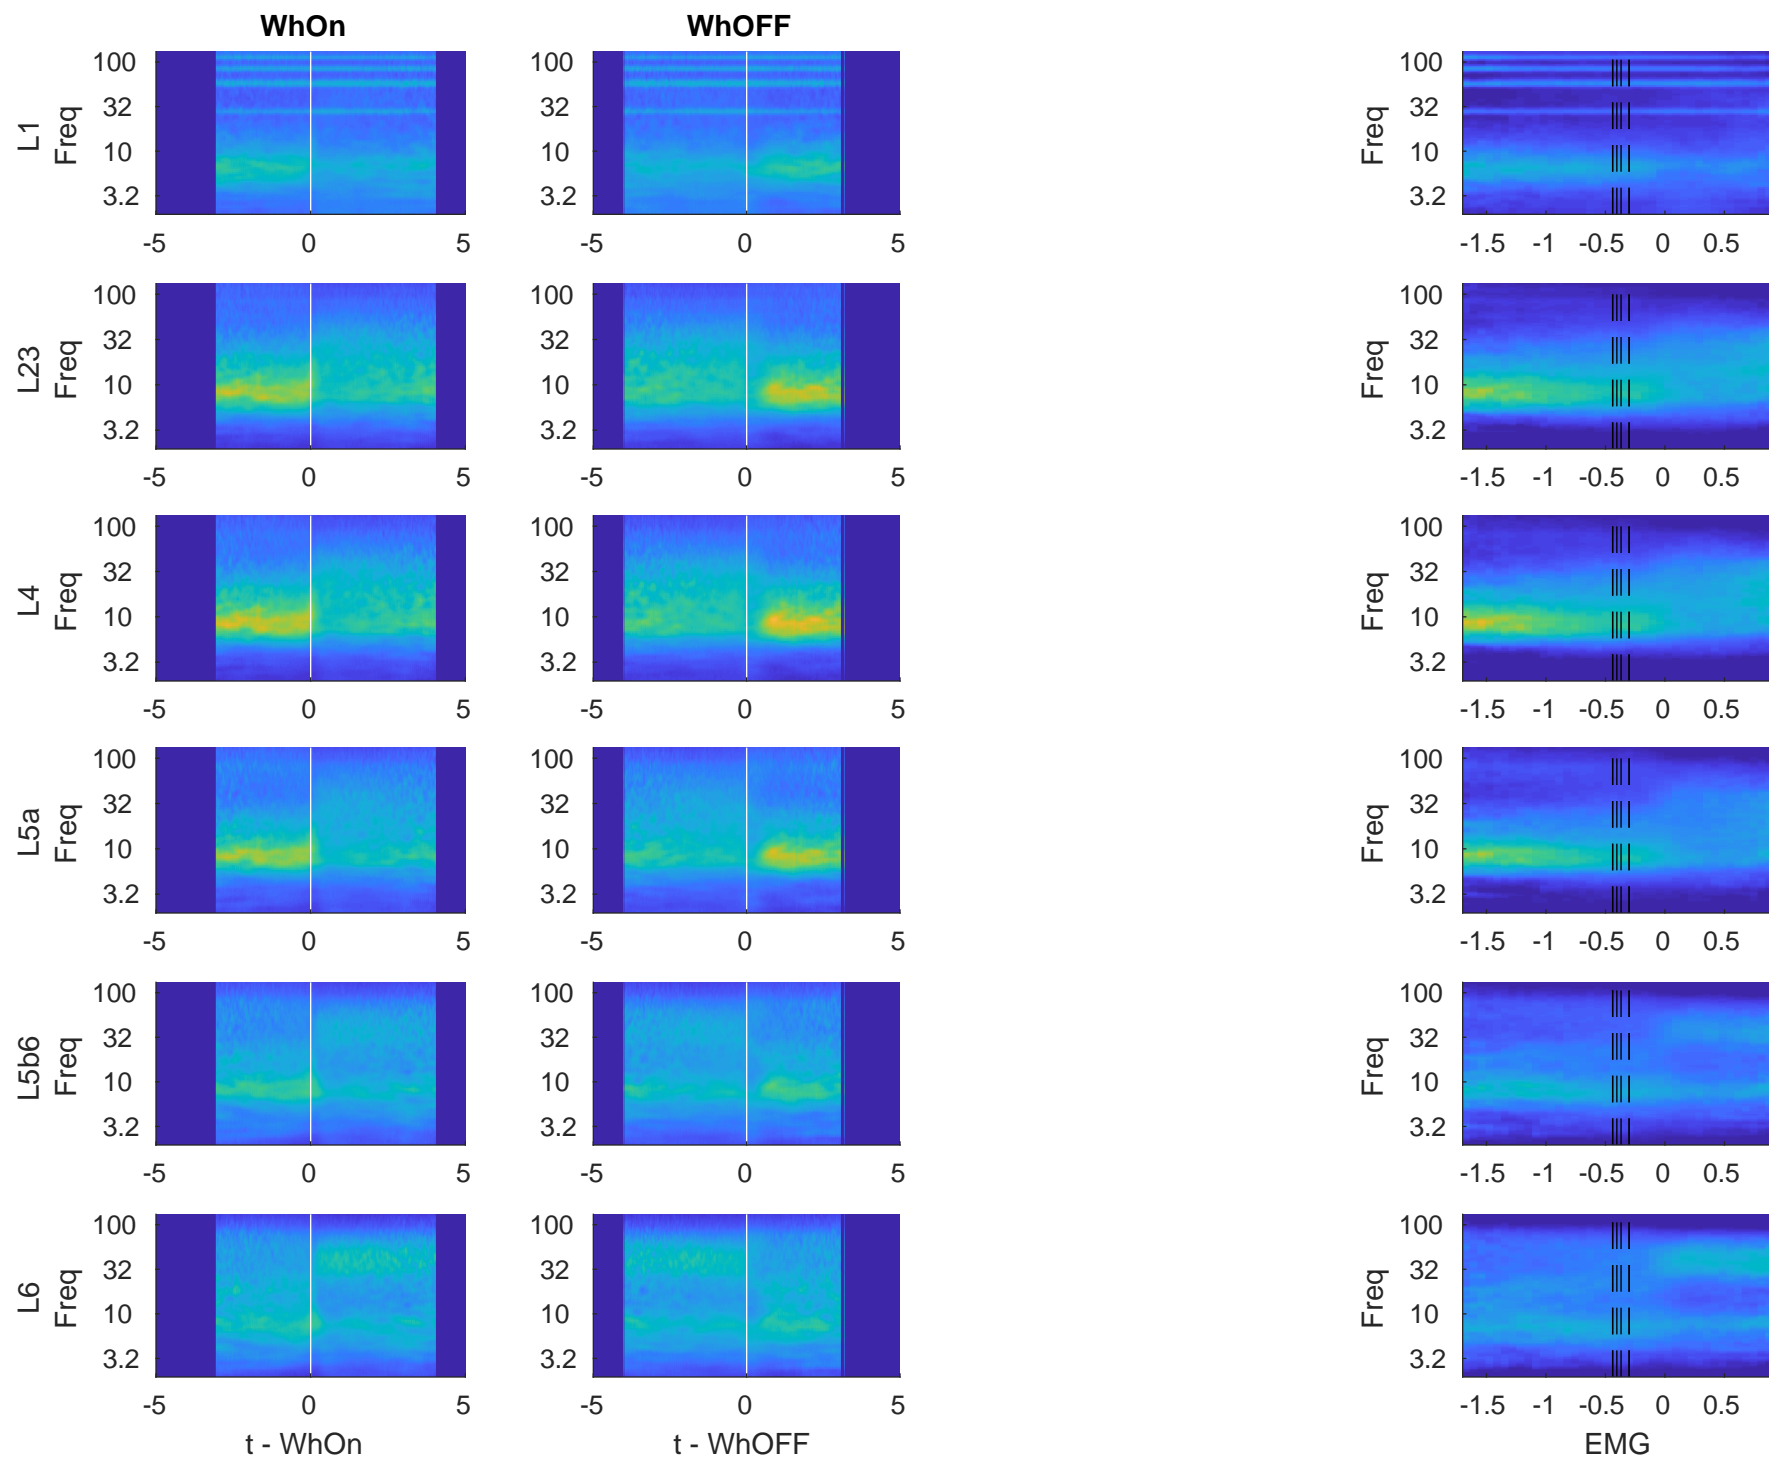 WhOn WhOFF
L1 Freq 100 32 10 3.2 100 32 10 3.2 Freq 100 32 10 3.2
-5 0 5 -5 0 5 -1.5 -1 -0.5 0 0.5
L23 Freq 100 32 10 3.2 100 32 10 3.2 Freq 100 32 10 3.2
-5 0 5 -5 0 5 -1.5 -1 -0.5 0 0.5
L4 Freq 100 32 10 3.2 100 32 10 3.2 Freq 100 32 10 3.2
-5 0 5 -5 0 5 -1.5 -1 -0.5 0 0.5
L5a Freq 100 32 10 3.2 100 32 10 3.2 Freq 100 32 10 3.2
-5 0 5 -5 0 5 -1.5 -1 -0.5 0 0.5
L5b6 Freq 100 32 10 3.2 100 32 10 3.2 Freq 100 32 10 3.2
-5 0 5 -5 0 5 -1.5 -1 -0.5 0 0.5
L6 Freq 100 32 10 3.2 100 32 10 3.2 Freq 100 32 10 3.2
-5 0 5 -5 0 5 -1.5 -1 -0.5 0 0.5
t - WhOn t - WhOFF EMG